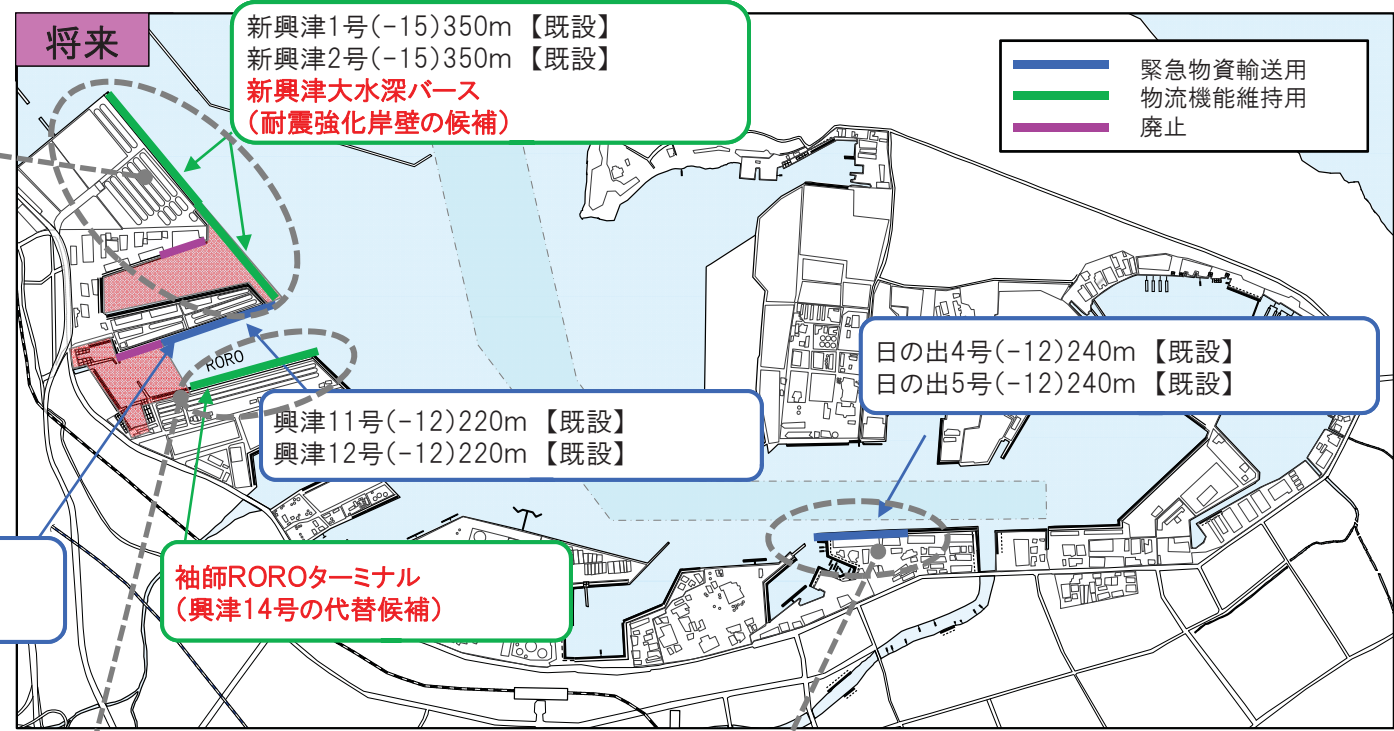 将来
新興津1号(-15)350m 【既設】
新興津2号(-15)350m 【既設】
新興津大水深バース
(耐震強化岸壁の候補)
緊急物資輸送用
物流機能維持用
廃止
RORO
日の出4号(-12)240m 【既設】
日の出5号(-12)240m 【既設】
興津11号(-12)220m 【既設】
興津12号(-12)220m 【既設】
袖師ROROターミナル
(興津14号の代替候補)